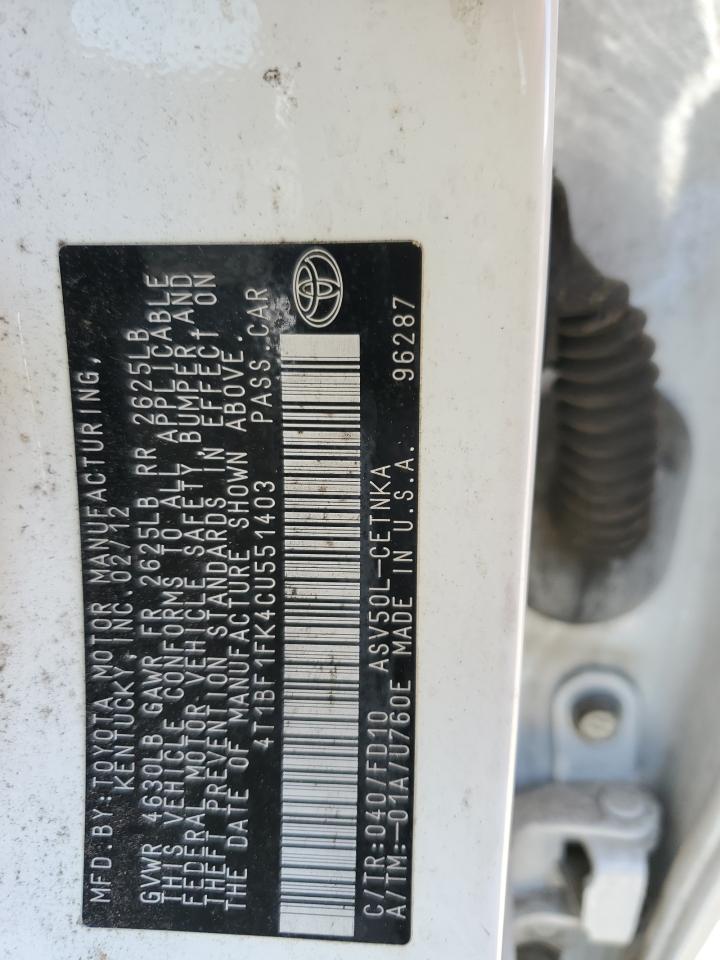 MFD.BY:TOYOTA MOTOR MANUFACTURING,
KENTUCKY, INC.02/12
GVWR 4630LB GAWR FR 2625LB RR 2625LB
THIS VEHICLE CONFORMS TO ALL APPLICABLE
FEDERAL MOTOR VEHICLE SAFETY, BUMPER, AND
THEFT PREVENTION STANDARDS IN EFFECT ON
THE DATE OF MANUFACTURE SHOWN ABOVE.
4T1BF1FK4CU551403 PASS.CAR
C/TR:040/FD10 ASV50L-CETNKA
A/TM:-01A/U760E MADE IN U.S.A. 96287